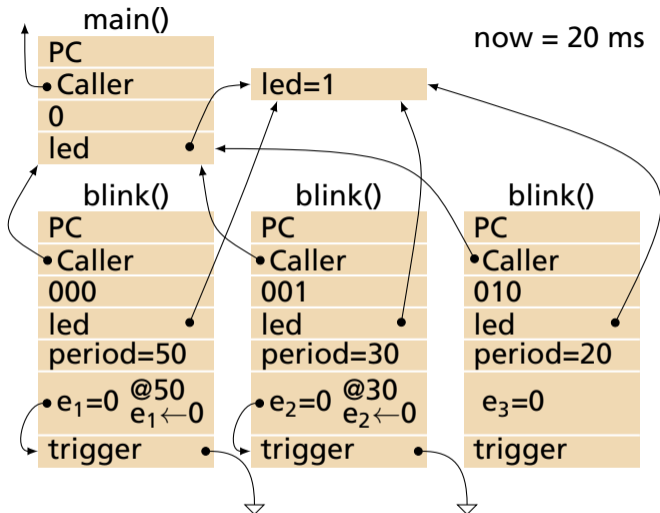 main()
PC
Caller
0
led
led=1
now = 20 ms
blink()
PC
Caller
000
led
period=50
e₁=0 @50
e₁←0
trigger
blink()
PC
Caller
001
led
period=30
e₂=0 @30
e₂←0
trigger
blink()
PC
Caller
010
led
period=20
e₃=0
trigger